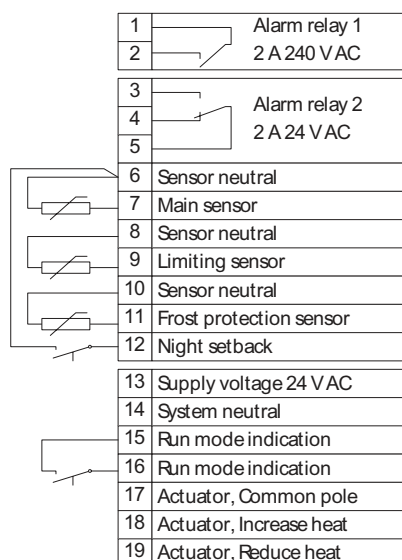 1 Alarm relay 1
2 2 A 240 V AC
3
4 Alarm relay 2
5 2 A 24 V AC
6 Sensor neutral
7 Main sensor
8 Sensor neutral
9 Limiting sensor
10 Sensor neutral
11 Frost protection sensor
12 Night setback
13 Supply voltage 24 V AC
14 System neutral
15 Run mode indication
16 Run mode indication
17 Actuator, Common pole
18 Actuator, Increase heat
19 Actuator, Reduce heat